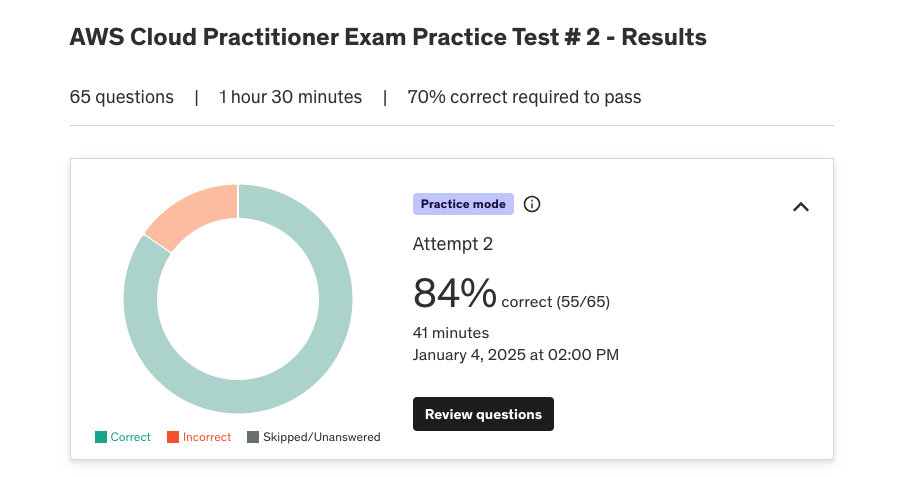 AWS Cloud Practitioner Exam Practice Test # 2 - Results
65 questions | 1 hour 30 minutes | 70% correct required to pass
Practice mode
Attempt 2
84% correct (55/65)
41 minutes
January 4, 2025 at 02:00 PM
Review questions
Correct Incorrect Skipped/Unanswered